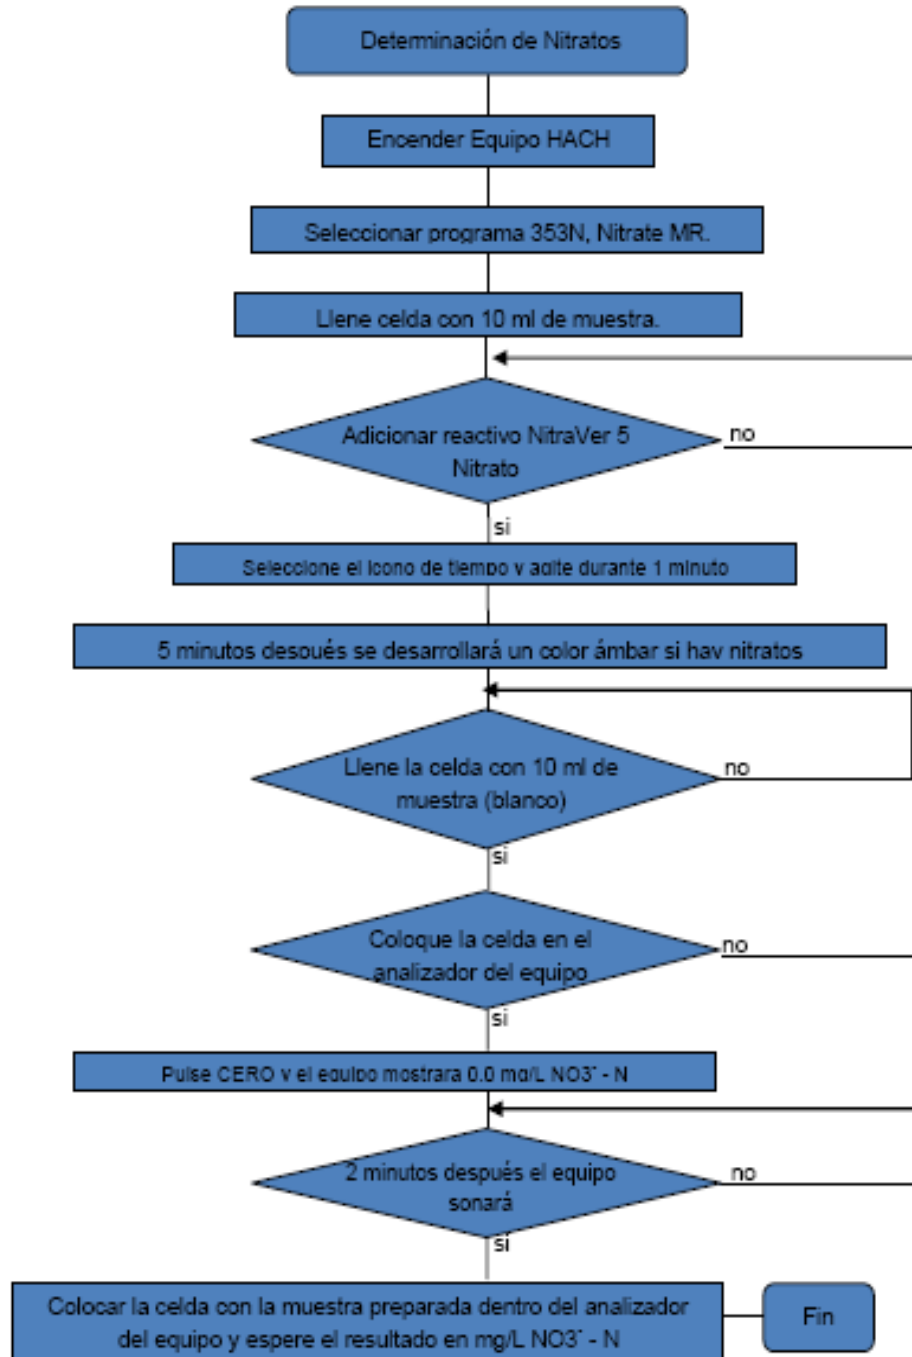 Determinación de Nitratos
Encender Equipo HACH
Seleccionar programa 353N, Nitrate MR.
Llene celda con 10 ml de muestra.
Adicionar reactivo NitraVer 5
Nitrato
no
si
Seleccione el icono de tiempo y agite durante 1 minuto
5 minutos después se desarrollará un color ámbar si hay nitratos
Llene la celda con 10 ml de
muestra (blanco)
no
si
Coloque la celda en el
analizador del equipo
no
si
Pulse CERO y el equipo mostrara 0.0 mg/L NO3⁻ - N
2 minutos después el equipo
sonará
no
si
Colocar la celda con la muestra preparada dentro del analizador
del equipo y espere el resultado en mg/L NO3⁻ - N
Fin